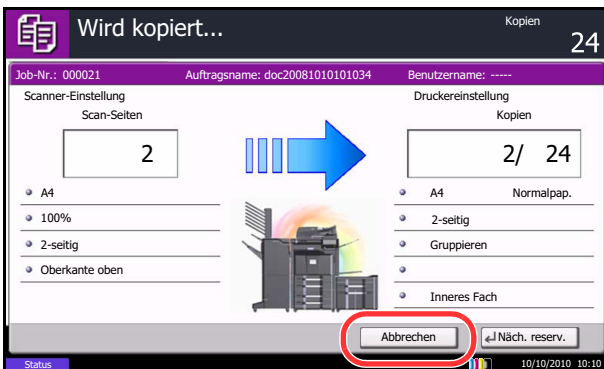 Wird kopiert...
Kopien
24
Job-Nr.: 000021 Auftragsname: doc20081010101034 Benutzername: -----
Scanner-Einstellung
Scan-Seiten
2
A4
100%
2-seitig
Oberkante oben
Druckereinstellung
Kopien
2/ 24
A4 Normalpap.
2-seitig
Gruppieren
Inneres Fach
Abbrechen
Näch. reserv.
Status
10/10/2010 10:10